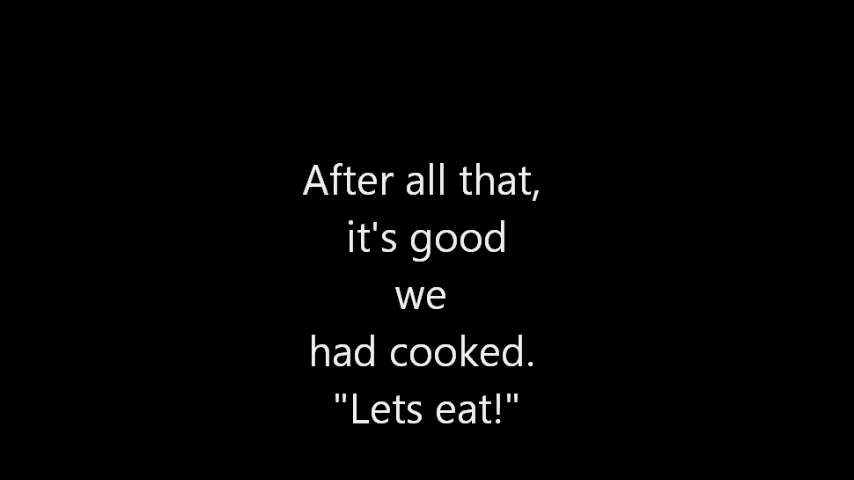 After all that,
it's good
we
had cooked.
"Lets eat!"